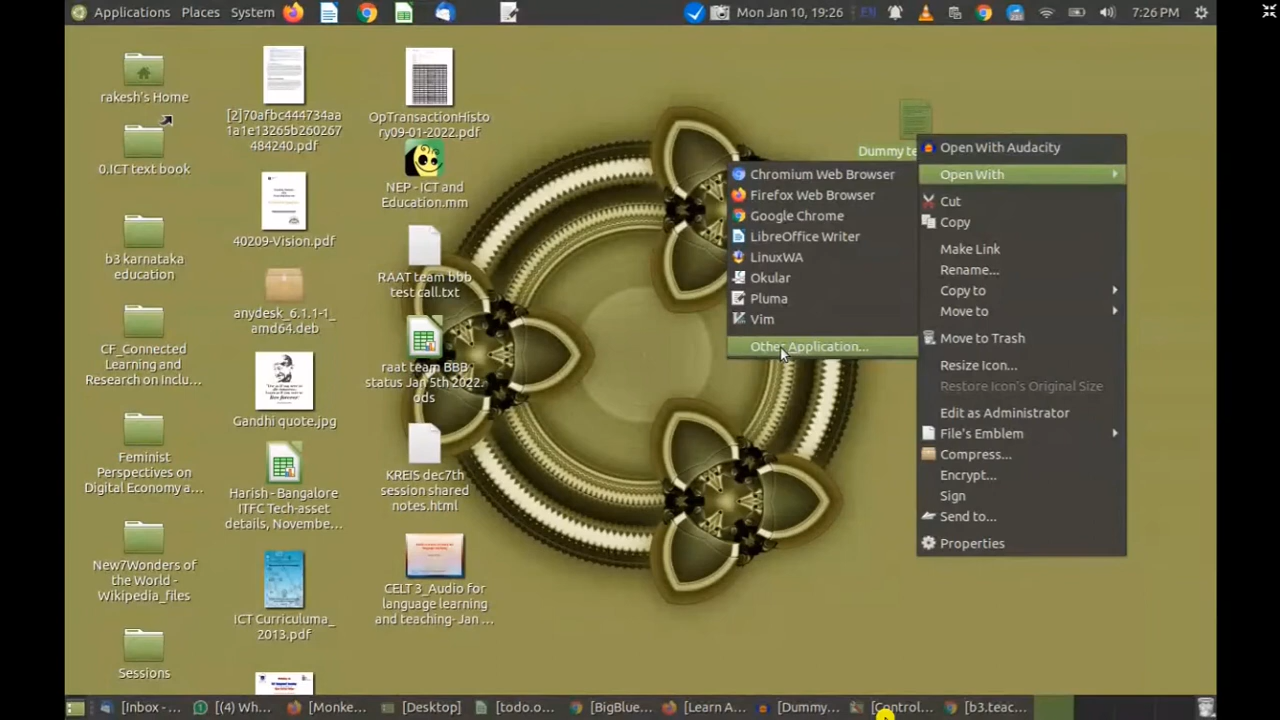 Applications Places System
Mon Jan 10, 19:26
EN
7:26 PM
rakesh's Home
0.ICT text book
b3 karnataka
education
CF_Connected
Learning and
Research on Inclu...
Feminist
Perspectives on
Digital Economy a...
New7Wonders of
the World -
Wikipedia_files
Sessions
[2]70afbc444734aa
1a1e13265b260267
484240.pdf
40209-Vision.pdf
anydesk_6.1.1-1_
amd64.deb
Gandhi quote.jpg
Harish - Bangalore
ITFC Tech-asset
details, Novembe...
ICT Curriculuma_
2013.pdf
OpTransactionHisto
ry09-01-2022.pdf
NEP - ICT and
Education.mm
RAAT team bbb
test call.txt
raat team BBB
status Jan 5th 2022.
ods
KREIS dec7th
session shared
notes.html
CELT 3_Audio for
language learning
and teaching- Jan ...
Dummy te
Chromium Web Browser
Firefox Web Browser
Google Chrome
LibreOffice Writer
LinuxWA
Okular
Pluma
Vim
Other Application...
Open With Audacity
Open With
Cut
Copy
Make Link
Rename...
Copy to
Move to
Move to Trash
Resize Icon...
Restore Icon's Original Size
Edit as Administrator
File's Emblem
Compress...
Encrypt...
Sign
Send to...
Properties
[Inbox - ... [(4) Wh... [Monke... [Desktop] [todo.o... [BigBlue... [Learn A... [Dummy... [Control... [b3.teac...